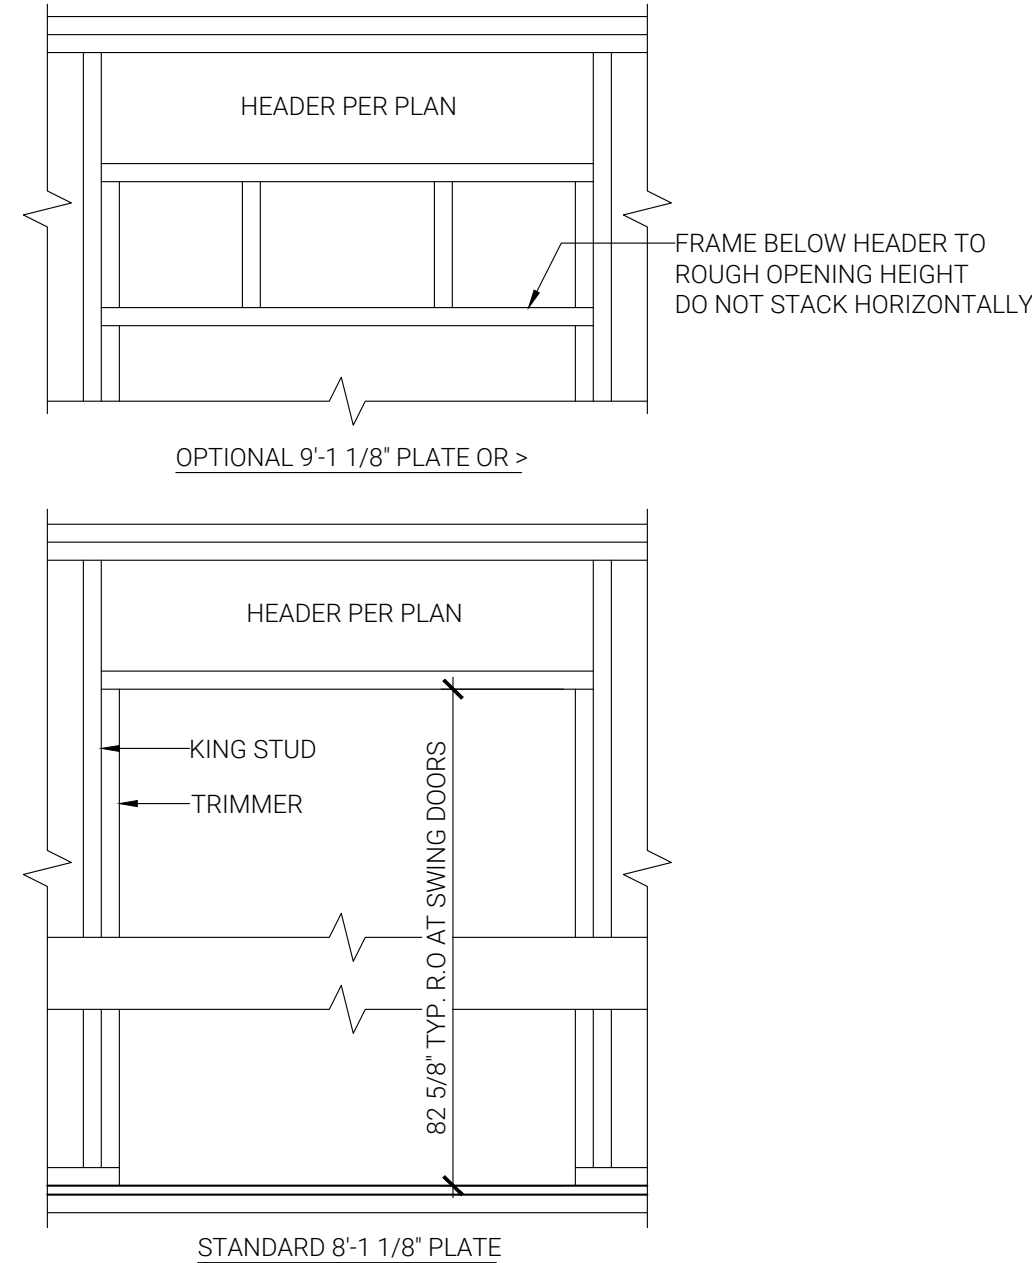 HEADER PER PLAN
FRAME BELOW HEADER TO
ROUGH OPENING HEIGHT
DO NOT STACK HORIZONTALLY
OPTIONAL 9'-1 1/8" PLATE OR >
HEADER PER PLAN
KING STUD
TRIMMER
82 5/8" TYP. R.O AT SWING DOORS
STANDARD 8'-1 1/8" PLATE